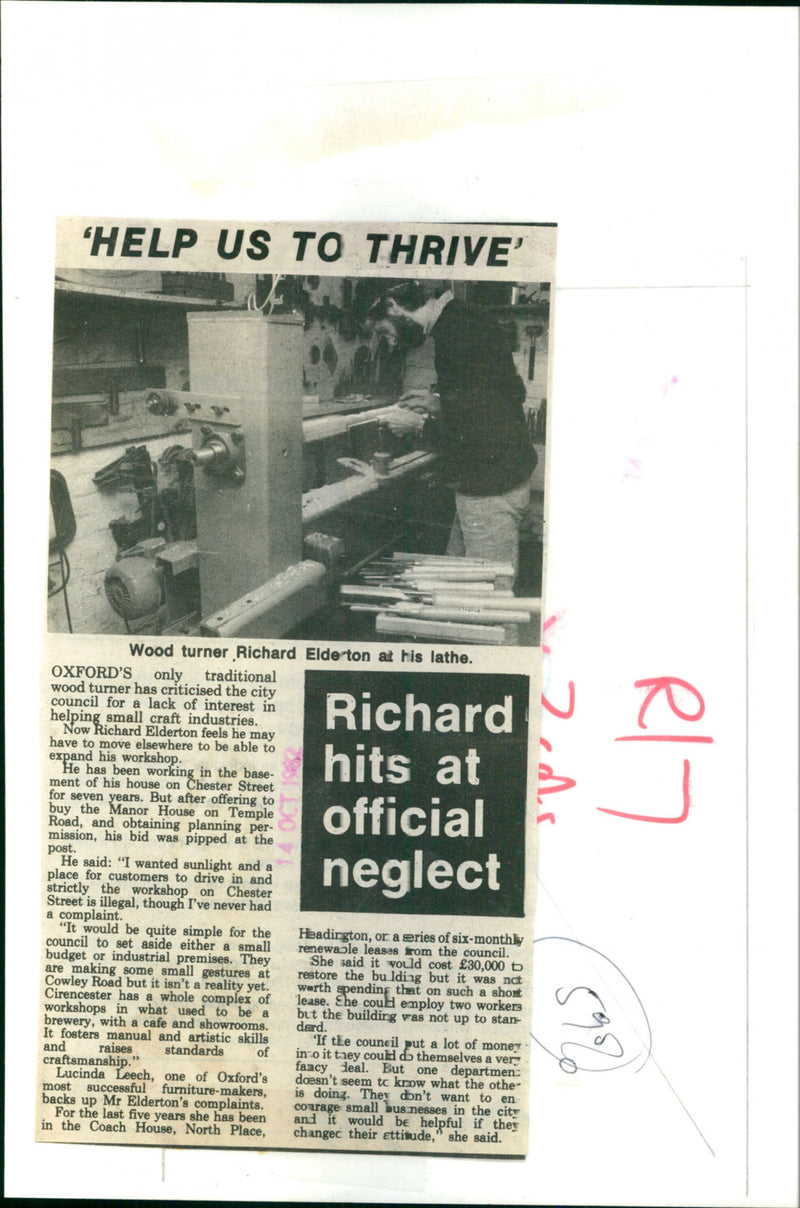 'HELP US TO THRIVE'
Wood turner Richard Elderton at his lathe.
OXFORD'S only traditional
wood turner has criticised the city
council for a lack of interest in
helping small craft industries.
Now Richard Elderton feels he may
have to move elsewhere to be able to
expand his workshop.
He has been working in the base-
ment of his house on Chester Street
for seven years. But after offering to
buy the Manor House on Temple
Road, and obtaining planning per-
mission, his bid was pipped at the
post.
He said: "I wanted sunlight and a
place for customers to drive in and
strictly the workshop on Chester
Street is illegal, though I've never had
a complaint.
"It would be quite simple for the
council to set aside either a small
budget or industrial premises. They
are making some small gestures at
Cowley Road but it isn't a reality yet.
Cirencester has a whole complex of
workshops in what used to be a
brewery, with a cafe and showrooms.
It fosters manual and artistic skills
and raises standards of
craftsmanship."
Lucinda Leech, one of Oxford's
most successful furniture-makers,
backs up Mr Elderton's complaints.
For the last five years she has been
in the Coach House, North Place,
Richard
hits at
official
neglect
Headington, on a series of six-monthly
renewable leases from the council.
She said it would cost £30,000 to
restore the building but it was not
worth spending that on such a short
lease. She could employ two workers
but the building was not up to stan-
dard.
"If the council put a lot of money
into it they could do themselves a very
fancy deal. But one department
doesn't seem to know what the other
is doing. They don't want to en
courage small businesses in the city
and it would be helpful if they
changed their attitude," she said.
14 OCT 1982
R17